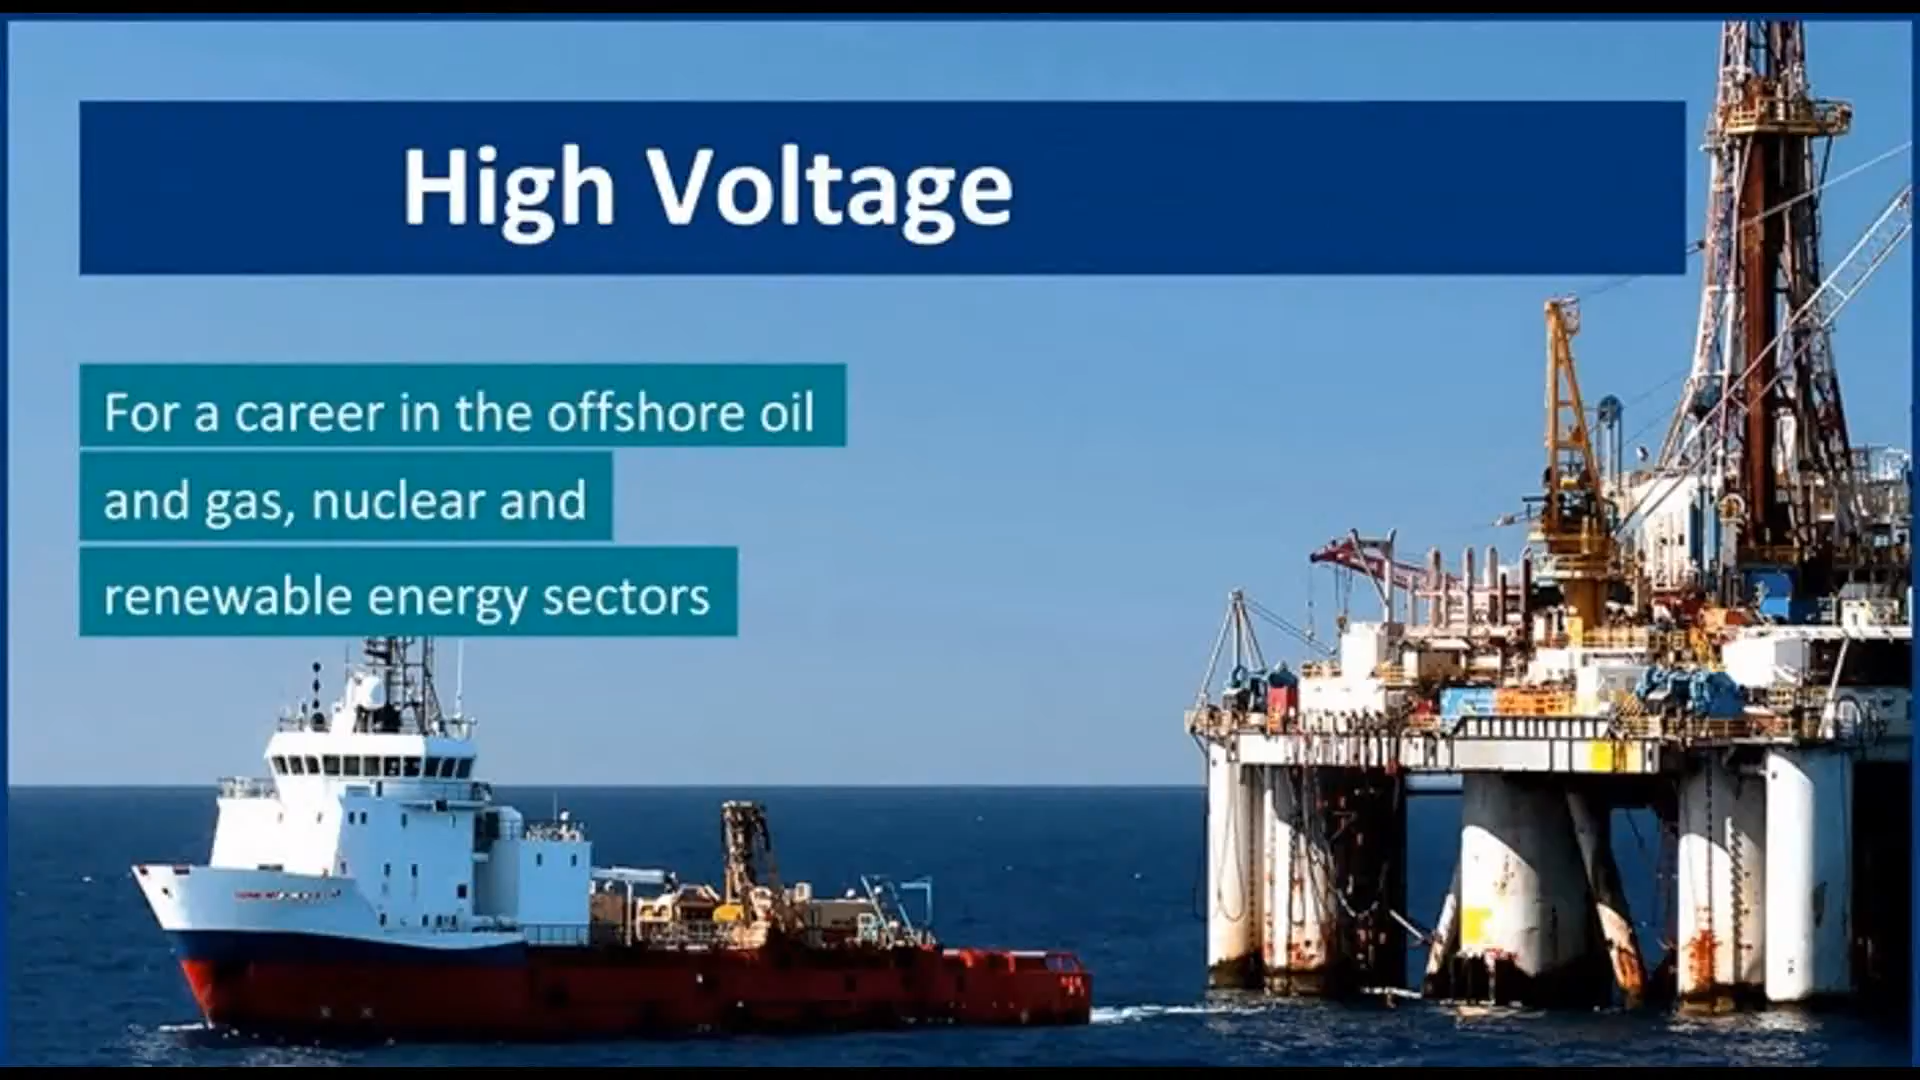 High Voltage
For a career in the offshore oil
and gas, nuclear and
renewable energy sectors